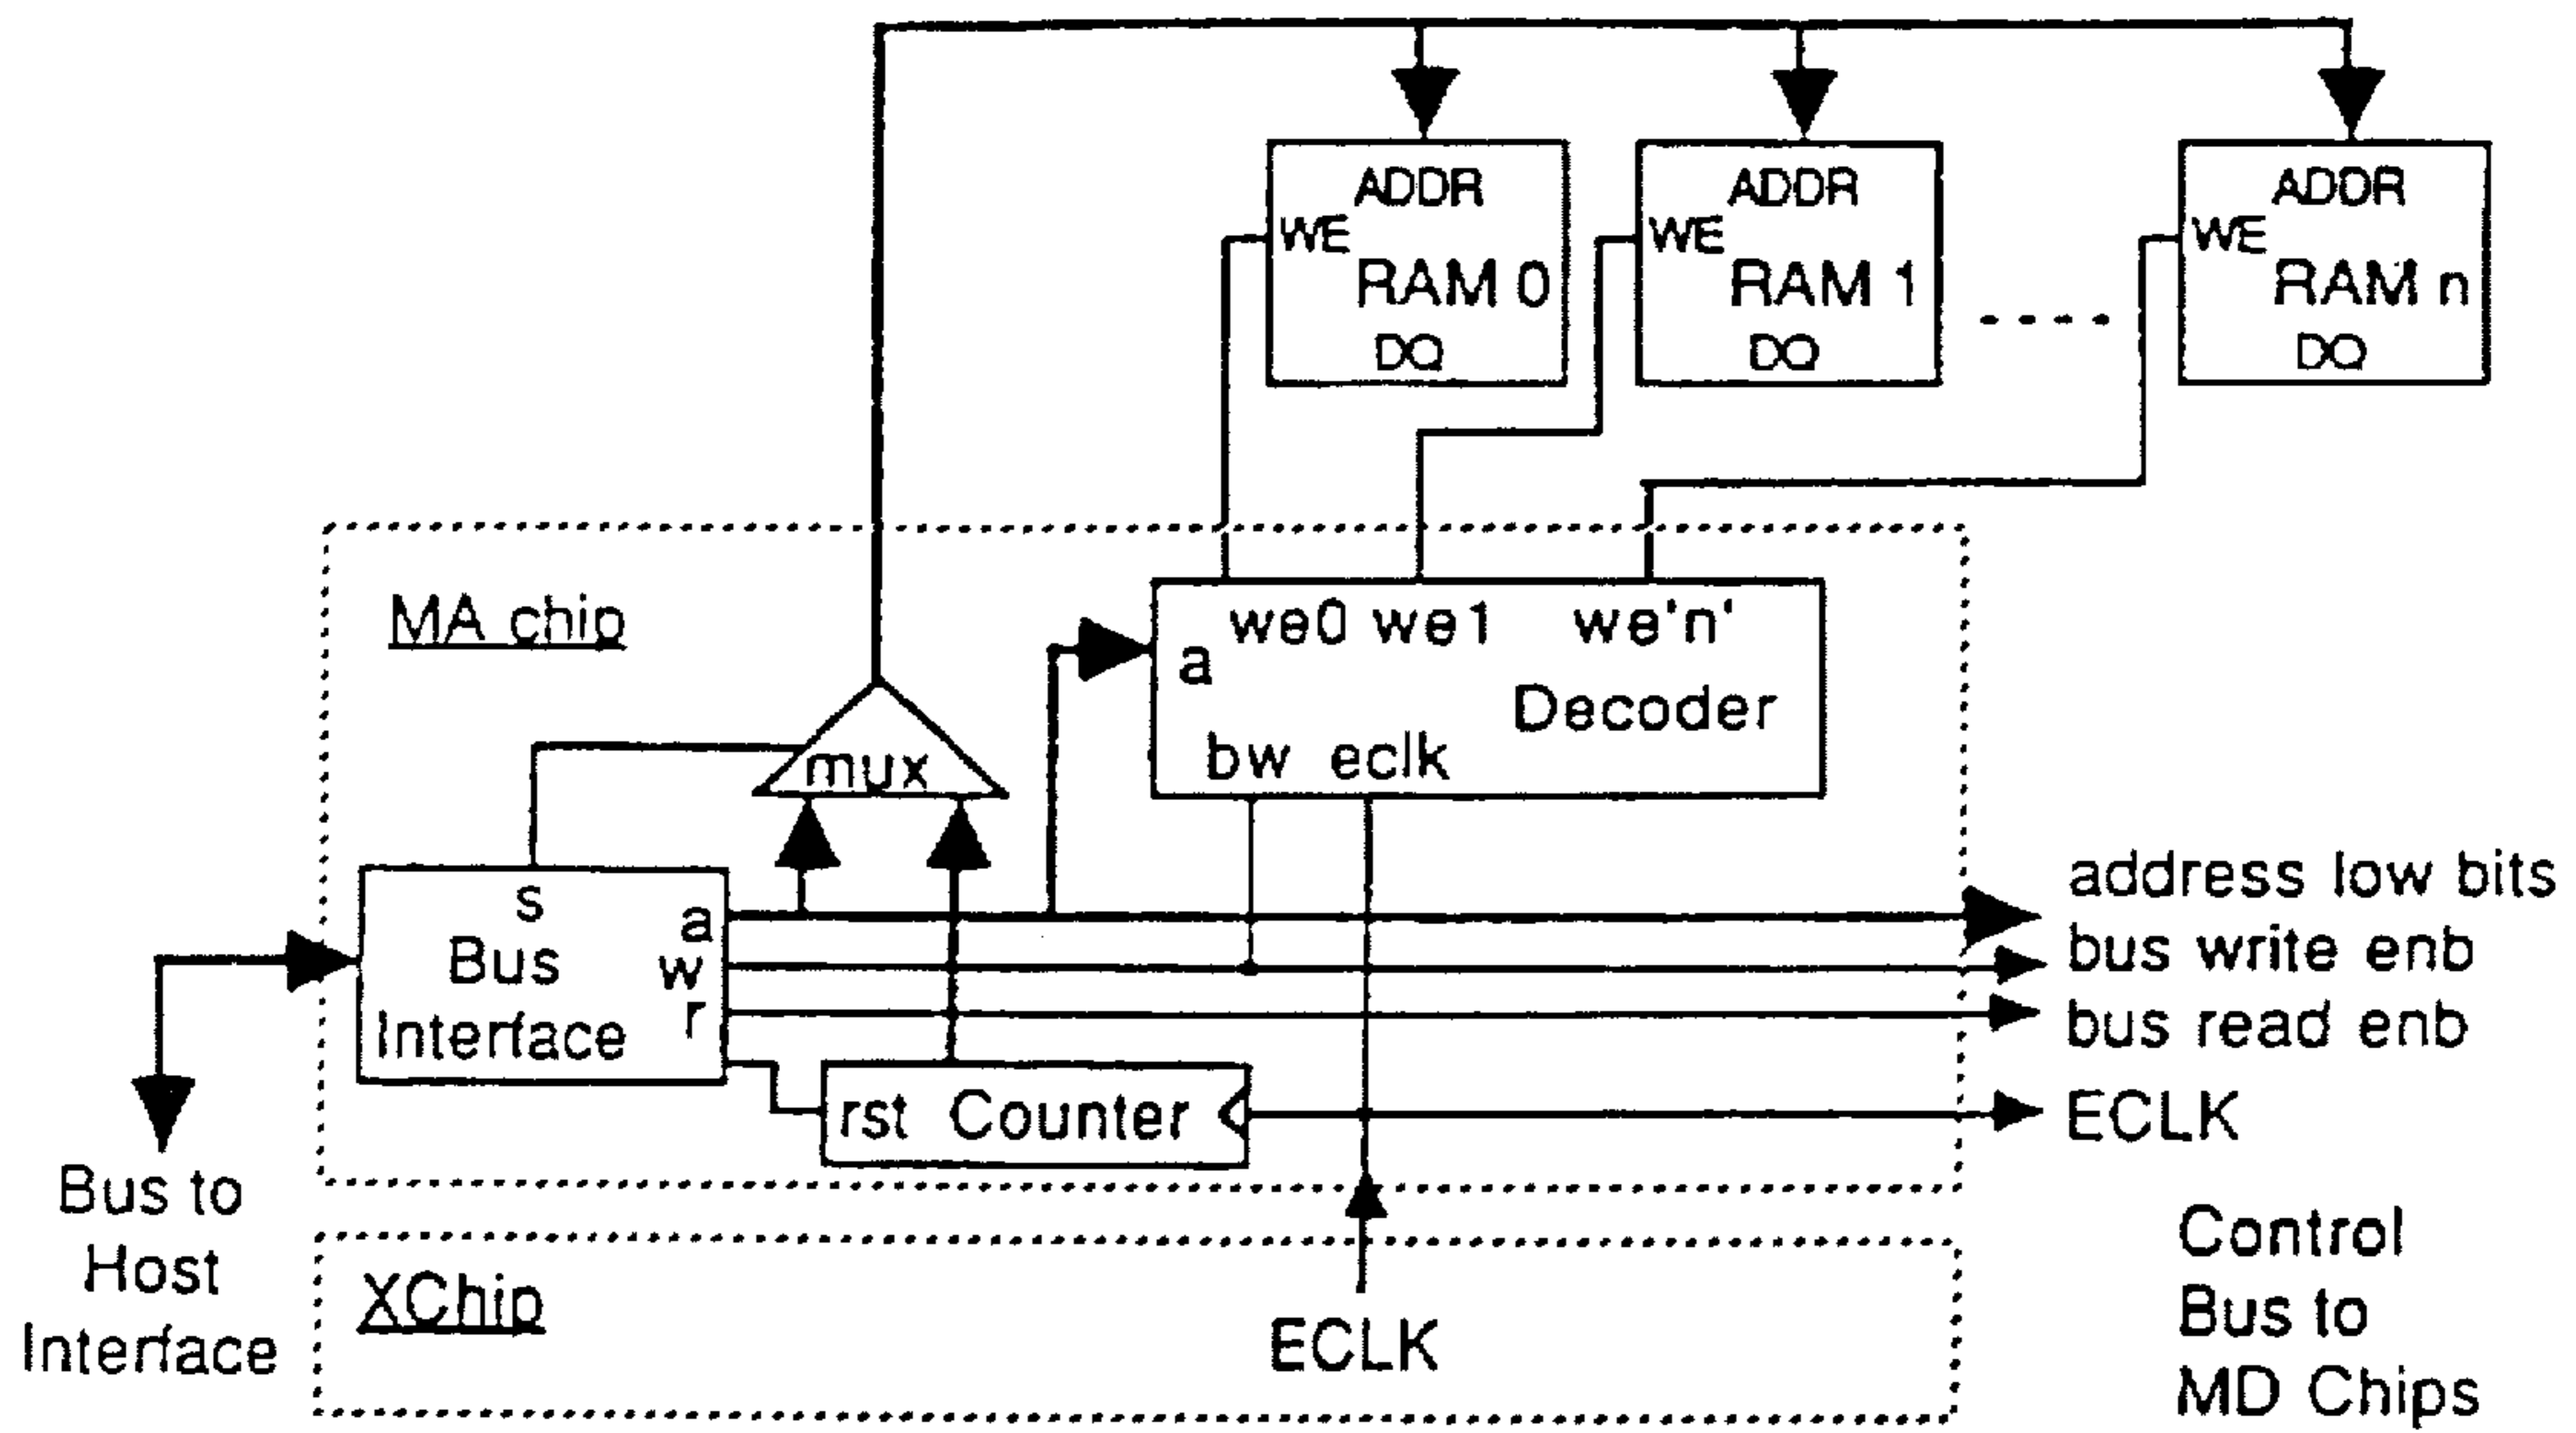 ADDR
WE
RAM 0
DQ
ADDR
WE
RAM 1
DQ
ADDR
WE
RAM n
DQ
MA chip
we0 we1 we'n'
a
Decoder
bw eclk
mux
s
a
Bus
w
Interface
r
rst Counter
address low bits
bus write enb
bus read enb
ECLK
Bus to
Host
Interface
XChip
ECLK
Control
Bus to
MD Chips